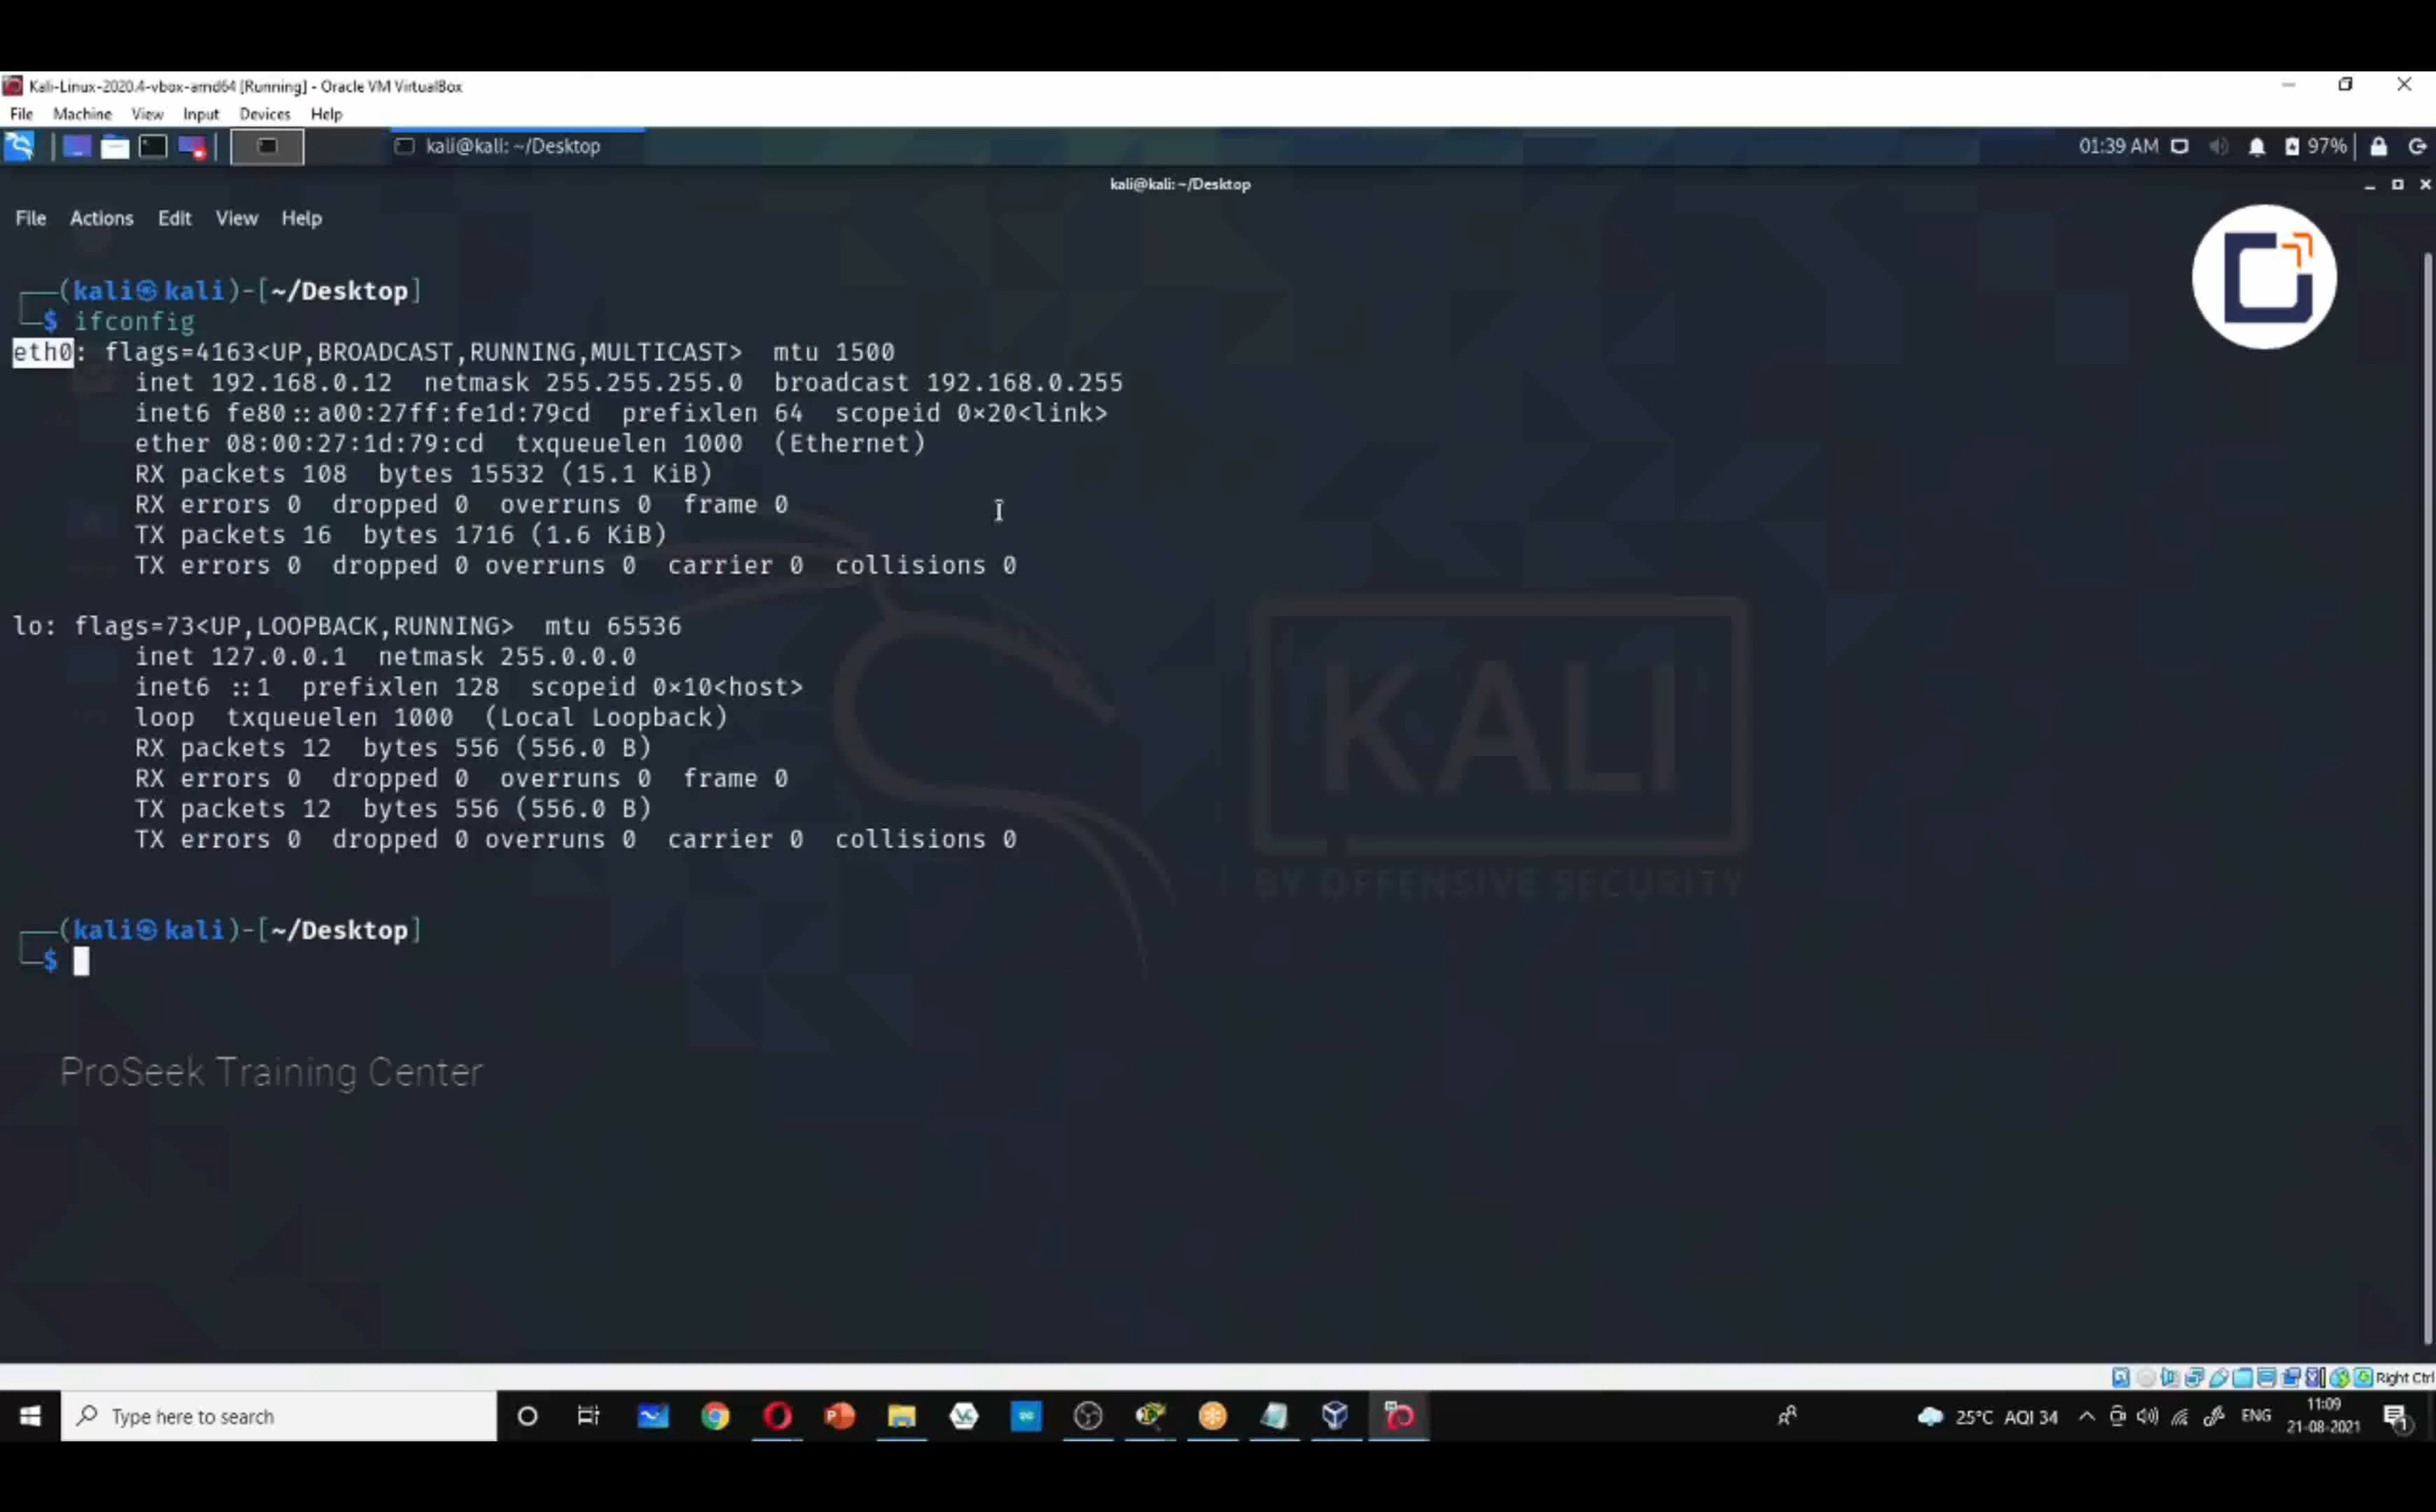 Kali-Linux-2020.4-vbox-amd64 [Running] - Oracle VM VirtualBox
File Machine View Input Devices Help
kali@kali: ~/Desktop
01:39 AM 97%
kali@kali: ~/Desktop
File Actions Edit View Help
(kali㉿kali)-[~/Desktop]
$ ifconfig
eth0: flags=4163<UP,BROADCAST,RUNNING,MULTICAST> mtu 1500
inet 192.168.0.12 netmask 255.255.255.0 broadcast 192.168.0.255
inet6 fe80::a00:27ff:fe1d:79cd prefixlen 64 scopeid 0×20<link>
ether 08:00:27:1d:79:cd txqueuelen 1000 (Ethernet)
RX packets 108 bytes 15532 (15.1 KiB)
RX errors 0 dropped 0 overruns 0 frame 0
TX packets 16 bytes 1716 (1.6 KiB)
TX errors 0 dropped 0 overruns 0 carrier 0 collisions 0
lo: flags=73<UP,LOOPBACK,RUNNING> mtu 65536
inet 127.0.0.1 netmask 255.0.0.0
inet6 ::1 prefixlen 128 scopeid 0×10<host>
loop txqueuelen 1000 (Local Loopback)
RX packets 12 bytes 556 (556.0 B)
RX errors 0 dropped 0 overruns 0 frame 0
TX packets 12 bytes 556 (556.0 B)
TX errors 0 dropped 0 overruns 0 carrier 0 collisions 0
KALI
BY OFFENSIVE SECURITY
(kali㉿kali)-[~/Desktop]
$
ProSeek Training Center
Right Ctrl
Type here to search
25°C AQI 34
ENG
11:09
21-08-2021
1